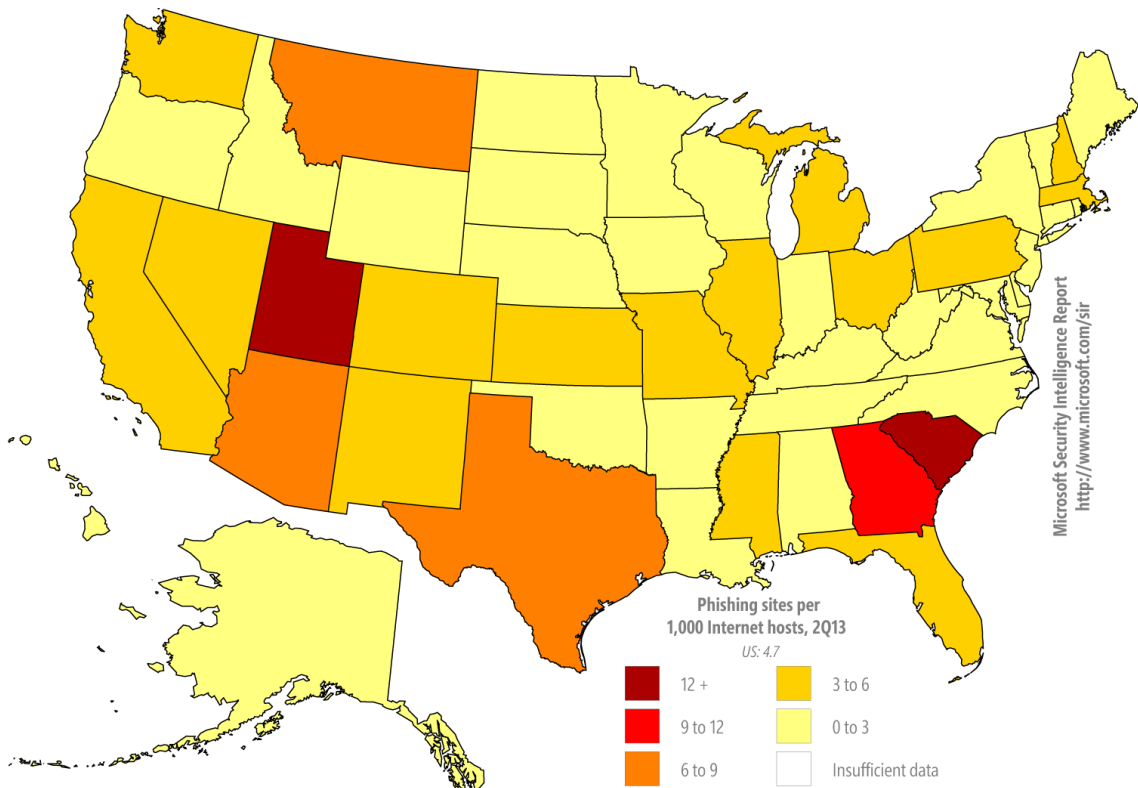 Microsoft Security Intelligence Report
http://www.microsoft.com/sir
Phishing sites per
1,000 Internet hosts, 2Q13
US: 4.7
12 +
9 to 12
6 to 9
3 to 6
0 to 3
Insufficient data